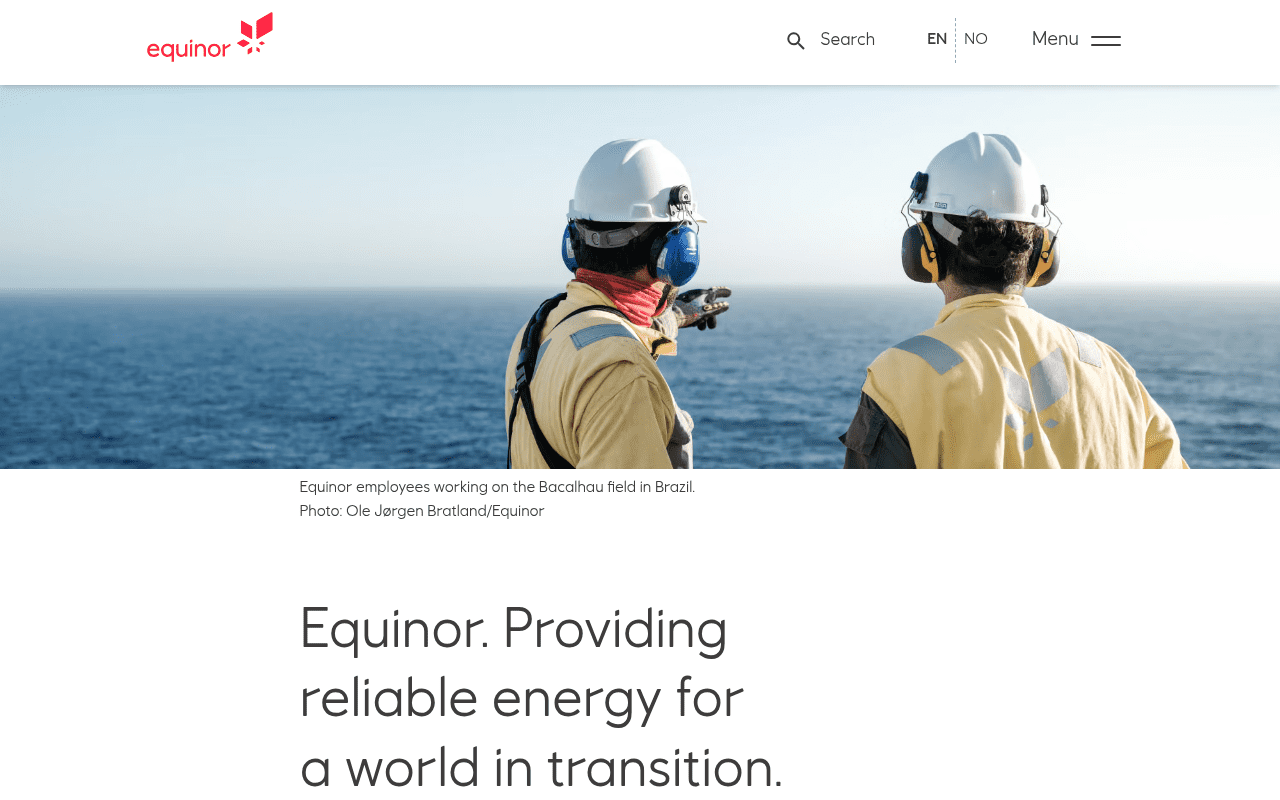 equinor
Search
EN
NO
Menu
Equinor employees working on the Bacalhau field in Brazil.
Photo: Ole Jørgen Bratland/Equinor
Equinor. Providing
reliable energy for
a world in transition.